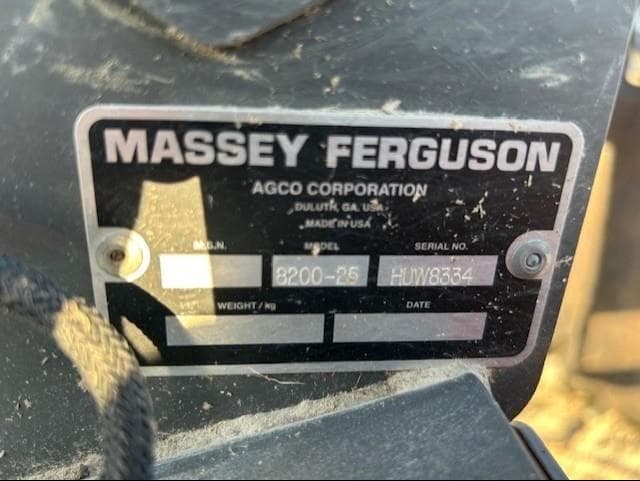 MASSEY FERGUSON
AGCO CORPORATION
DULUTH, GA. USA
MADE IN USA
M.G.N. MODEL SERIAL NO.
8200-25 HUW8334
WEIGHT / kg DATE